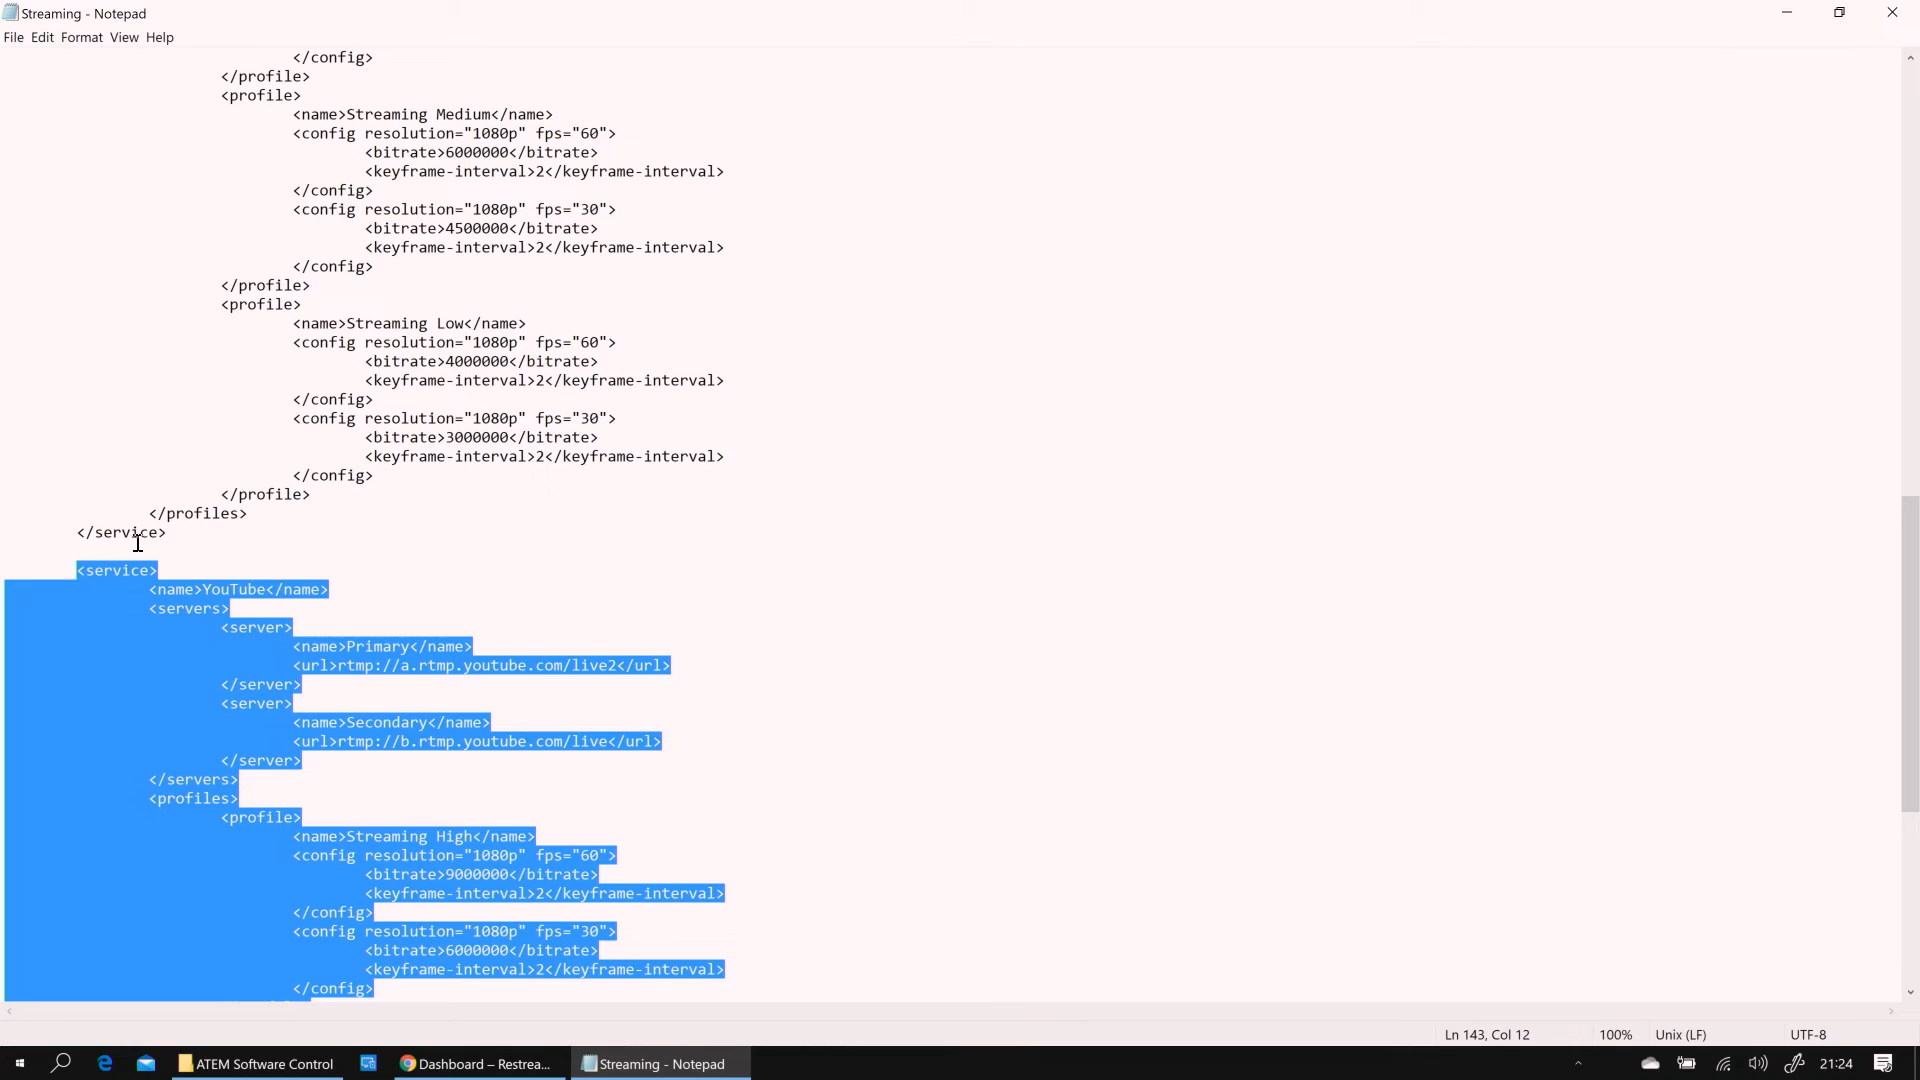 Streaming - Notepad
File Edit Format View Help
</config>
</profile>
<profile>
<name>Streaming Medium</name>
<config resolution="1080p" fps="60">
<bitrate>6000000</bitrate>
<keyframe-interval>2</keyframe-interval>
</config>
<config resolution="1080p" fps="30">
<bitrate>4500000</bitrate>
<keyframe-interval>2</keyframe-interval>
</config>
</profile>
<profile>
<name>Streaming Low</name>
<config resolution="1080p" fps="60">
<bitrate>4000000</bitrate>
<keyframe-interval>2</keyframe-interval>
</config>
<config resolution="1080p" fps="30">
<bitrate>3000000</bitrate>
<keyframe-interval>2</keyframe-interval>
</config>
</profile>
</profiles>
</service>
<service>
<name>YouTube</name>
<servers>
<server>
<name>Primary</name>
<url>rtmp://a.rtmp.youtube.com/live2</url>
</server>
<server>
<name>Secondary</name>
<url>rtmp://b.rtmp.youtube.com/live</url>
</server>
</servers>
<profiles>
<profile>
<name>Streaming High</name>
<config resolution="1080p" fps="60">
<bitrate>9000000</bitrate>
<keyframe-interval>2</keyframe-interval>
</config>
<config resolution="1080p" fps="30">
<bitrate>6000000</bitrate>
<keyframe-interval>2</keyframe-interval>
</config>
Ln 143, Col 12 100% Unix (LF) UTF-8
ATEM Software Control Dashboard – Restrea... Streaming - Notepad 21:24